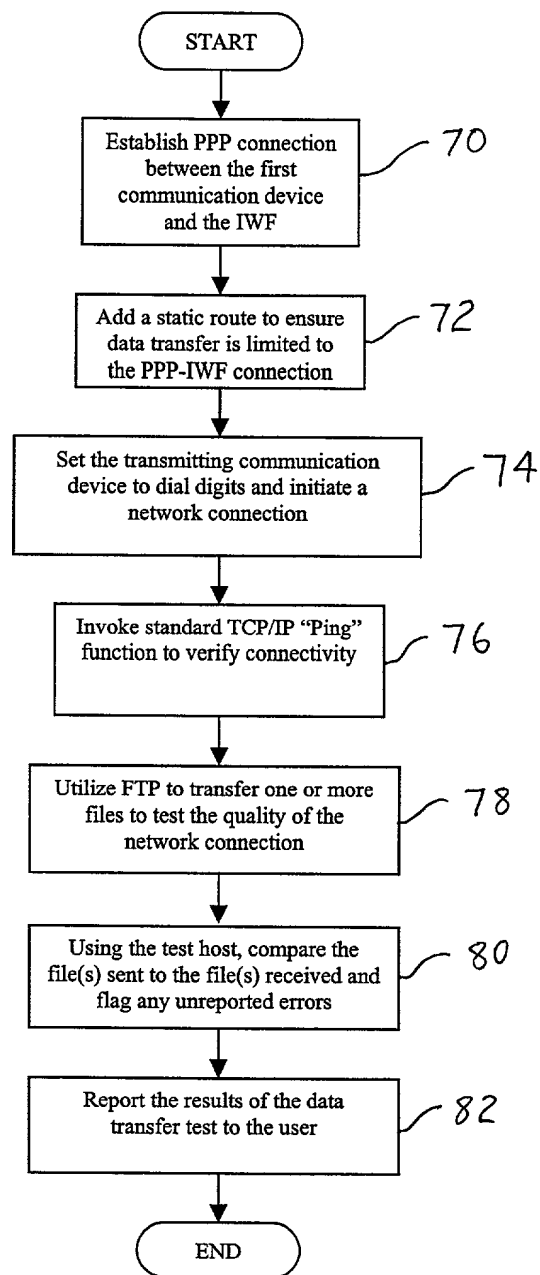 START
Establish PPP connection
between the first
communication device
and the IWF
70
Add a static route to ensure
data transfer is limited to
the PPP-IWF connection
72
Set the transmitting communication
device to dial digits and initiate a
network connection
74
Invoke standard TCP/IP “Ping”
function to verify connectivity
76
Utilize FTP to transfer one or more
files to test the quality of the
network connection
78
Using the test host, compare the
file(s) sent to the file(s) received and
flag any unreported errors
80
Report the results of the data
transfer test to the user
82
END